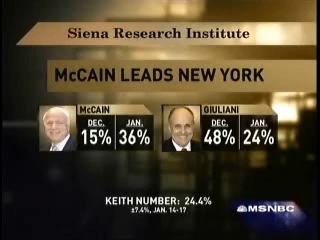 Siena Research Institute
McCAIN LEADS NEW YORK
McCAIN GIULIANI
DEC. JAN. DEC. JAN.
15% 36% 48% 24%
KEITH NUMBER: 24.4%
±7.4%, JAN. 14-17
MSNBC